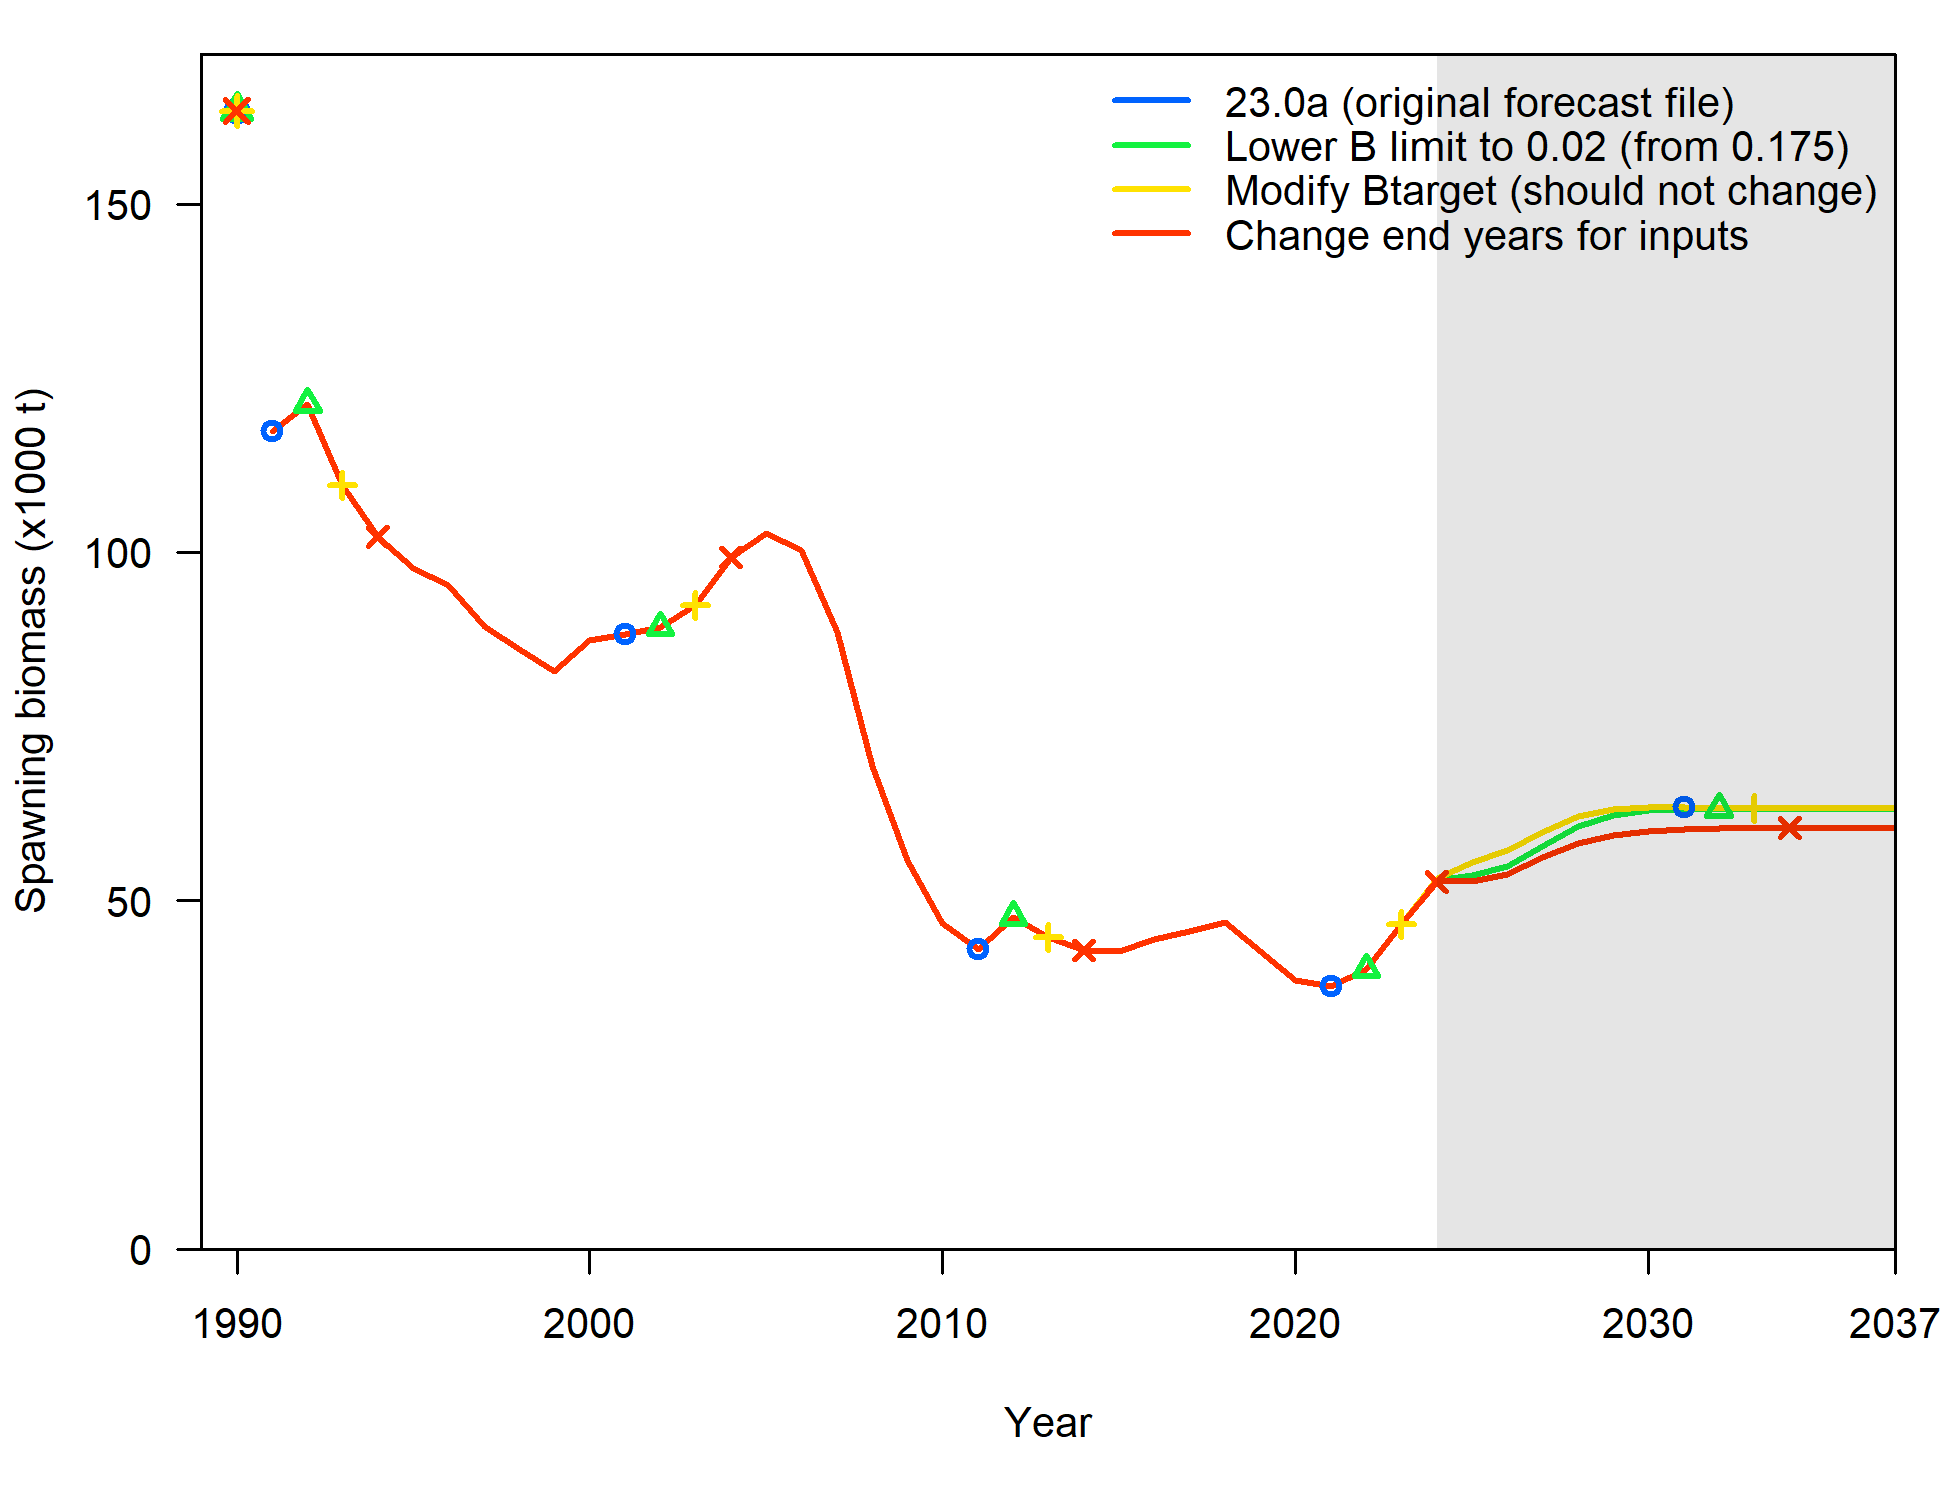 23.0a (original forecast file)
Lower B limit to 0.02 (from 0.175)
Modify Btarget (should not change)
Change end years for inputs
Spawning biomass (x1000 t)
150
100
50
0
1990
2000
2010
2020
2030
2037
Year